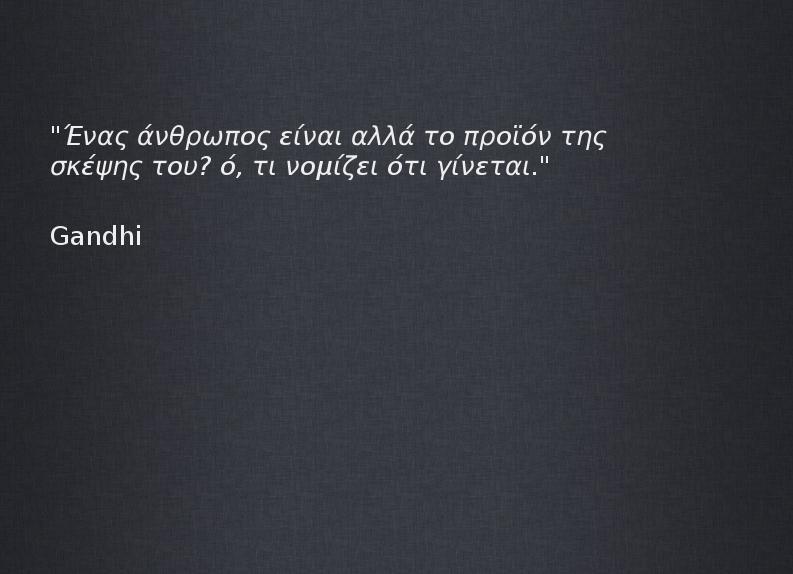 "Ένας άνθρωπος είναι αλλά το προϊόν της
σκέψης του? ό, τι νομίζει ότι γίνεται."
Gandhi